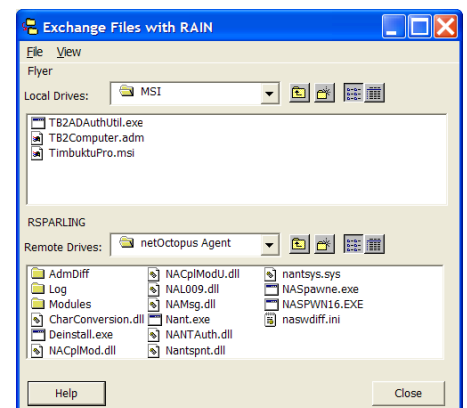 Exchange Files with RAIN
File View
Flyer
Local Drives: MSI
TB2ADAuthUtil.exe
TB2Computer.adm
TimbuktuPro.msi
RSPARLING
Remote Drives: netOctopus Agent
AdmDiff NACplModU.dll nantsys.sys
Log NAL009.dll NASpawne.exe
Modules NAMsg.dll NASPWN16.EXE
CharConversion.dll Nant.exe naswdiff.ini
Deinstall.exe NANTAuth.dll
NACplMod.dll Nantspnt.dll
Help Close